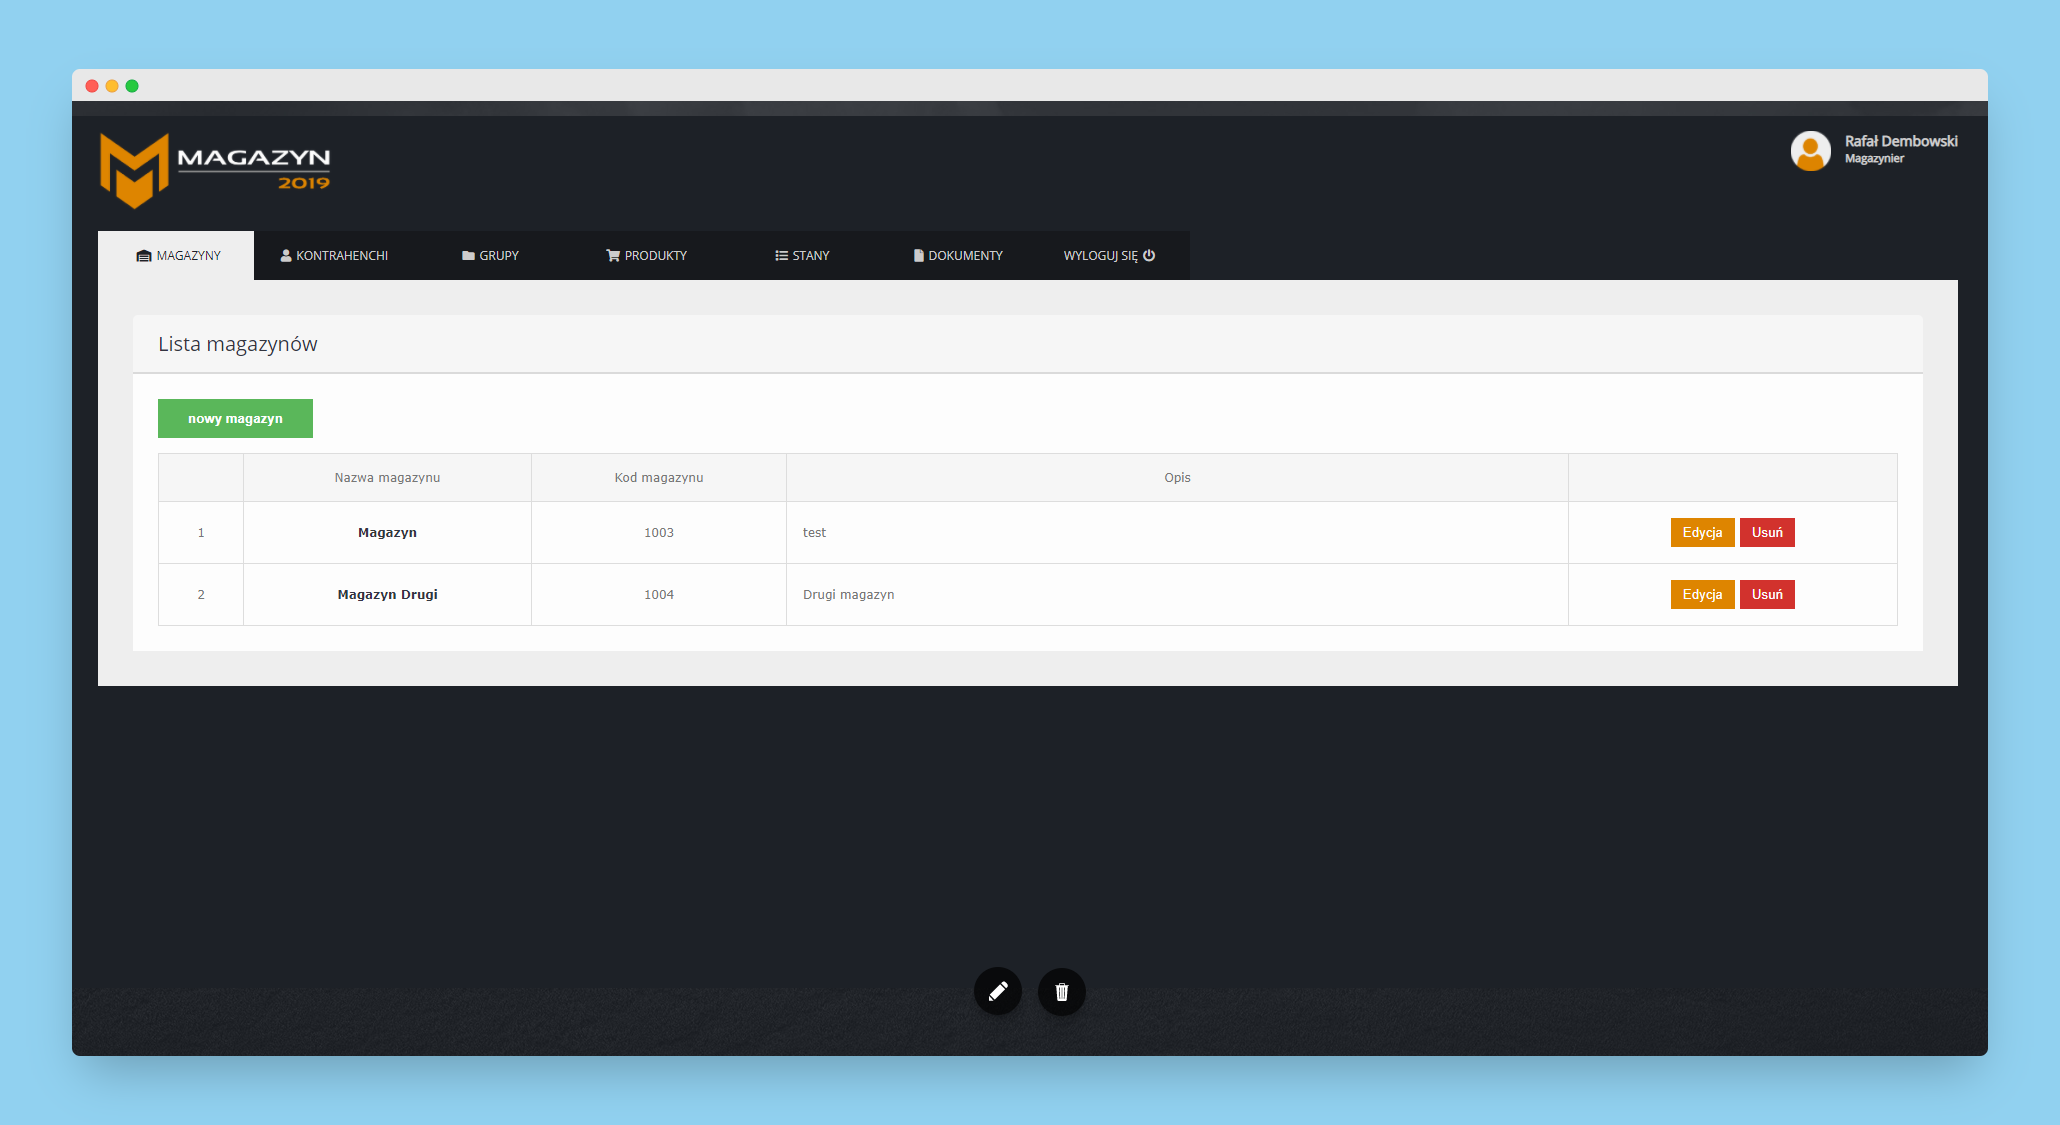 MAGAZYN
2019
Rafał Dembowski
Magazynier
MAGAZYNY KONTRAHENCHI GRUPY PRODUKTY STANY DOKUMENTY WYLOGUJ SIĘ
Lista magazynów
nowy magazyn
Nazwa magazynu Kod magazynu Opis
1 Magazyn 1003 test Edycja Usuń
2 Magazyn Drugi 1004 Drugi magazyn Edycja Usuń